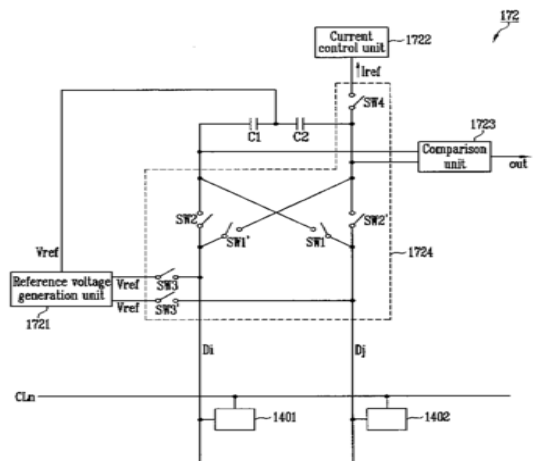 172
Current
control unit
1722
Iref
SW4
C1
C2
1723
Comparison
unit
out
SW2
SW1'
SW1
SW2'
1724
Vref
Reference voltage
generation unit
1721
Vref
SW3
Vref
SW3'
Di
Dj
CLn
1401
1402